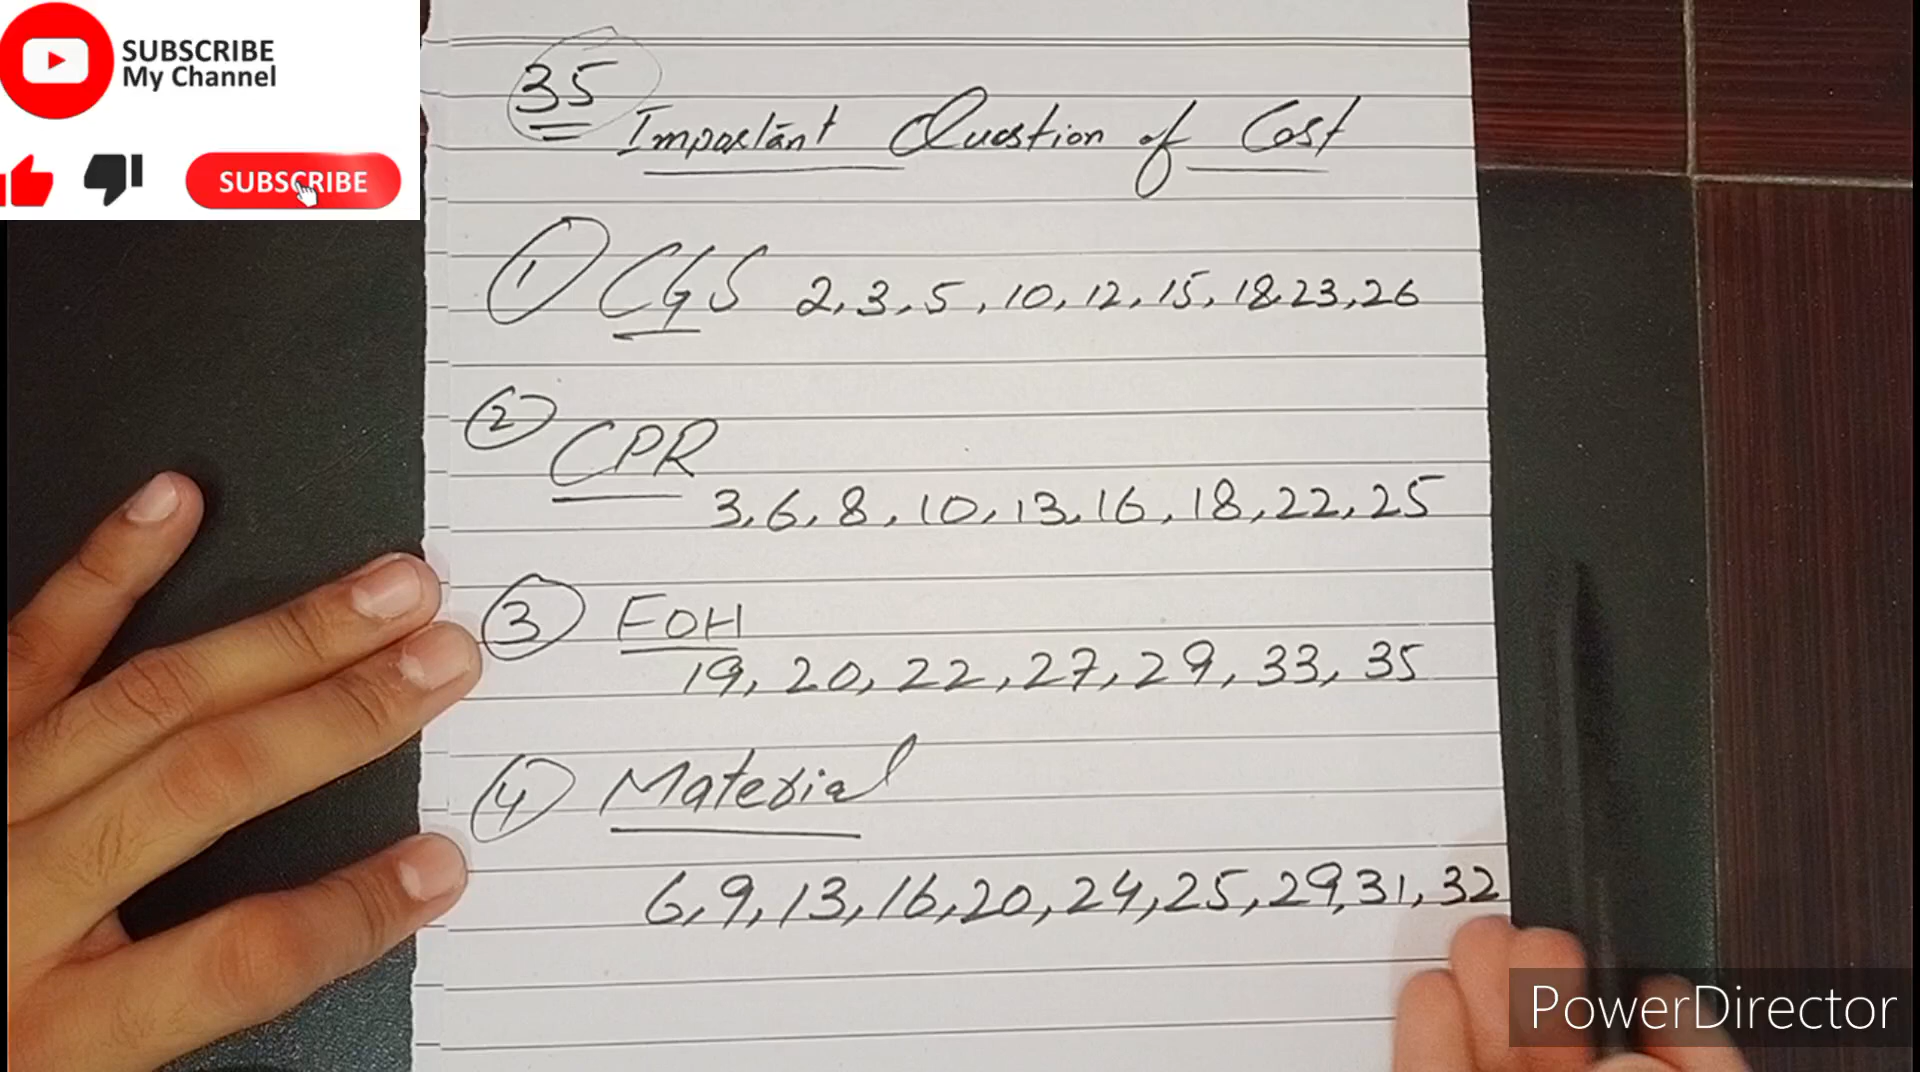 SUBSCRIBE
My Channel
SUBSCRIBE
35
Important Question of Cost
1 CGS 2, 3, 5, 10, 12, 15, 18, 23, 26
2 CPR
3, 6, 8, 10, 13, 16, 18, 22, 25
3 FOH
19, 20, 22, 27, 29, 33, 35
4 Material
6, 9, 13, 16, 20, 24, 25, 29, 31, 32
PowerDirector